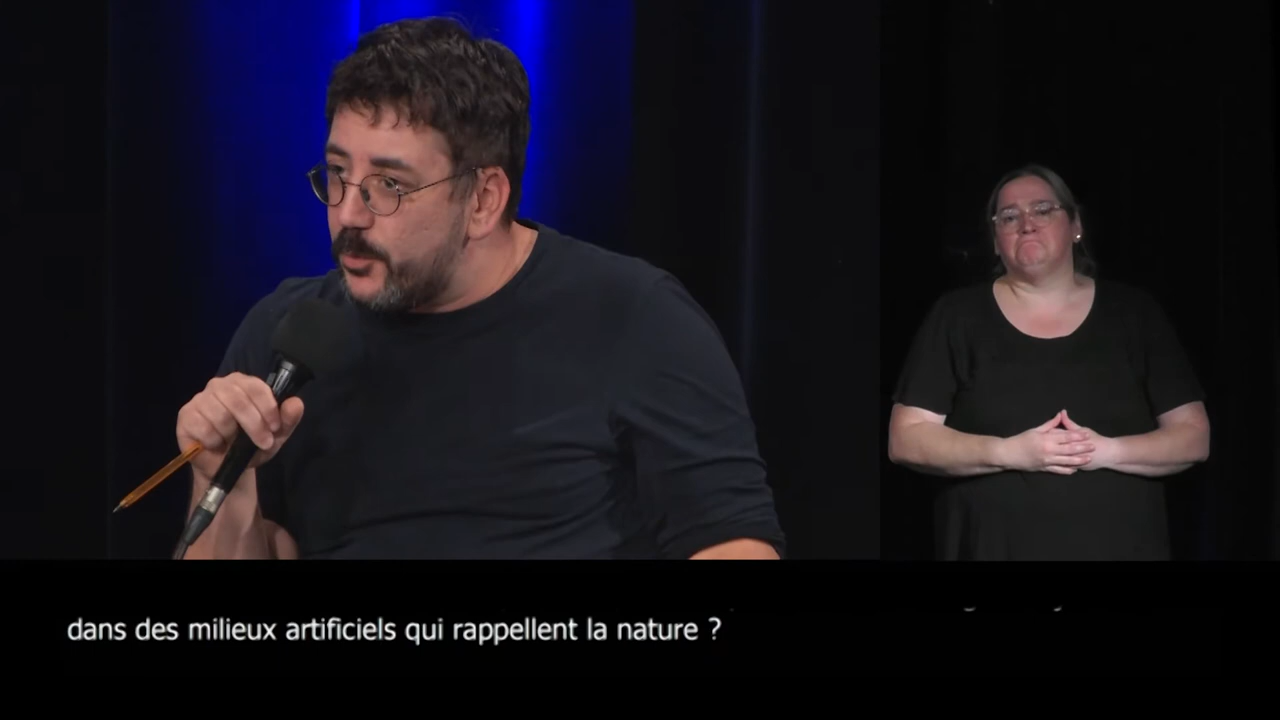 dans des milieux artificiels qui rappellent la nature ?